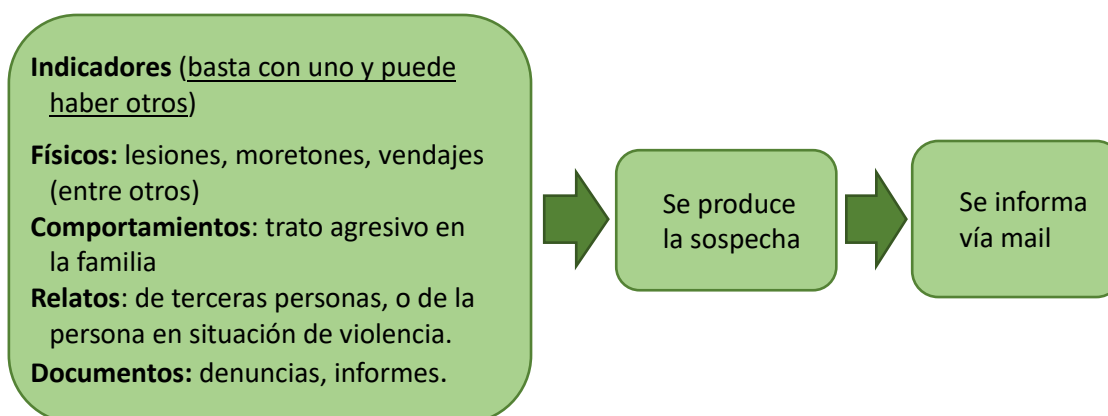 Indicadores (basta con uno y puede
haber otros)
Físicos: lesiones, moretones, vendajes
(entre otros)
Comportamientos: trato agresivo en
la familia
Relatos: de terceras personas, o de la
persona en situación de violencia.
Documentos: denuncias, informes.
Se produce
la sospecha
Se informa
vía mail